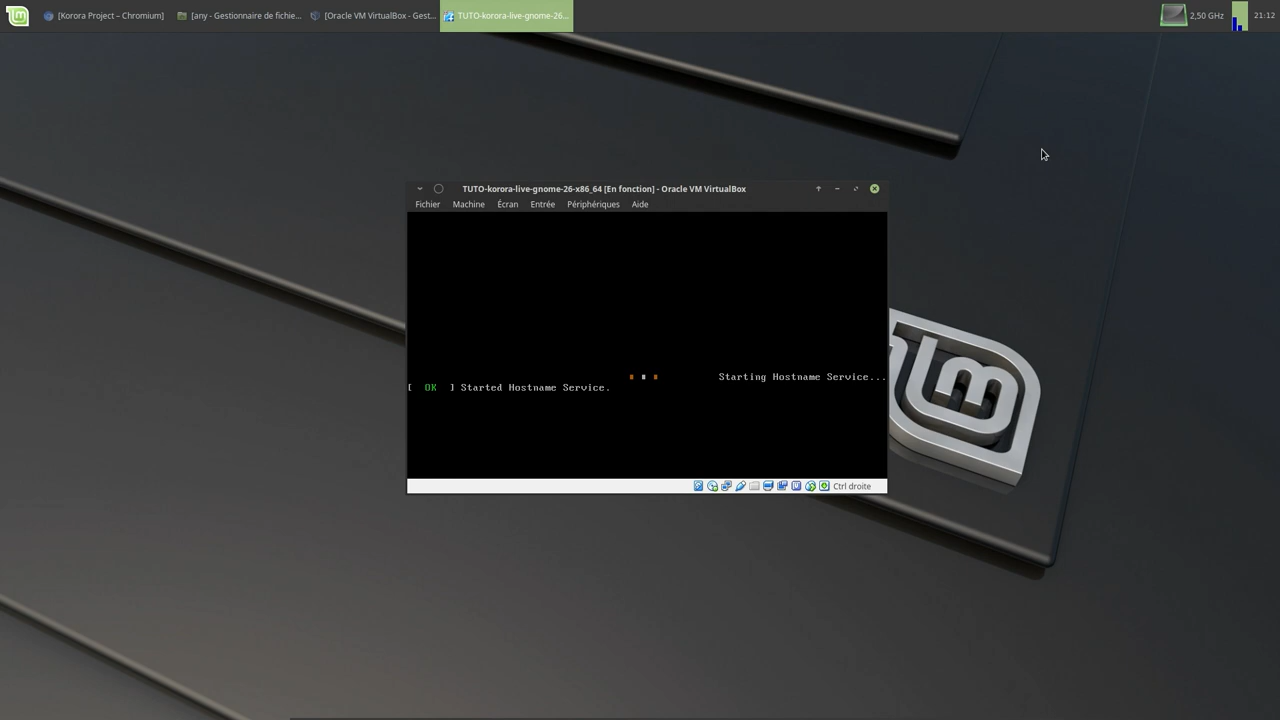 [Korora Project – Chromium]
[any - Gestionnaire de fichie...
[Oracle VM VirtualBox - Gest...
TUTO-korora-live-gnome-26...
2,50 GHz
21:12
TUTO-korora-live-gnome-26-x86_64 [En fonction] - Oracle VM VirtualBox
Fichier Machine Écran Entrée Périphériques Aide
Starting Hostname Service...
[  OK  ] Started Hostname Service.
Ctrl droite